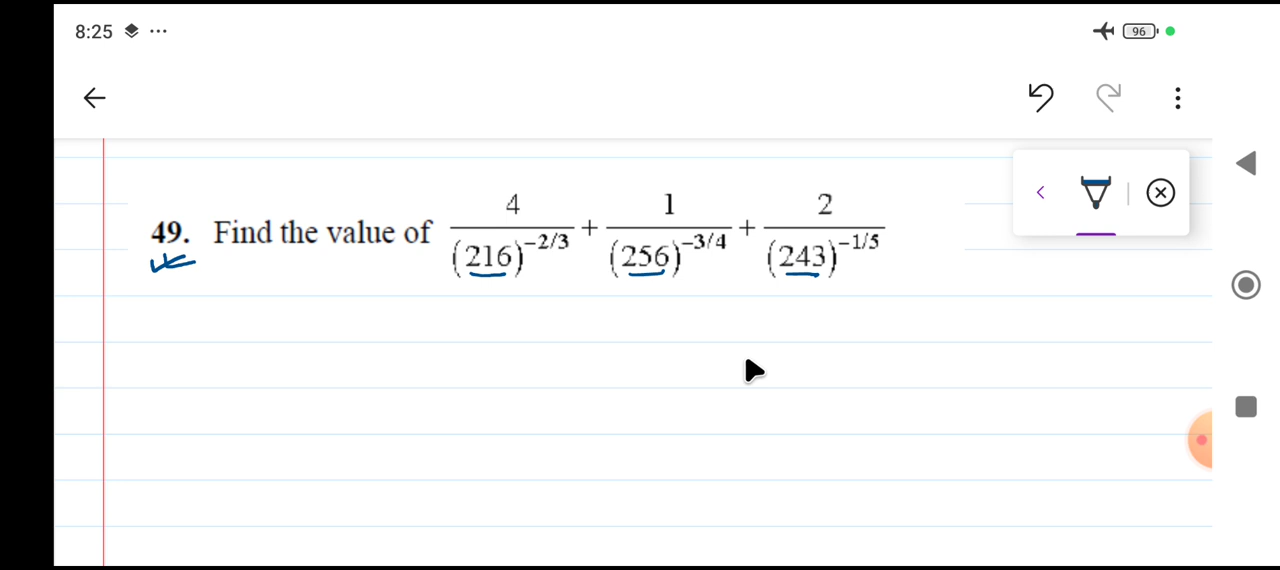 8:25 ...
96
49. Find the value of 4/(216)^{-2/3} + 1/(256)^{-3/4} + 2/(243)^{-1/5}